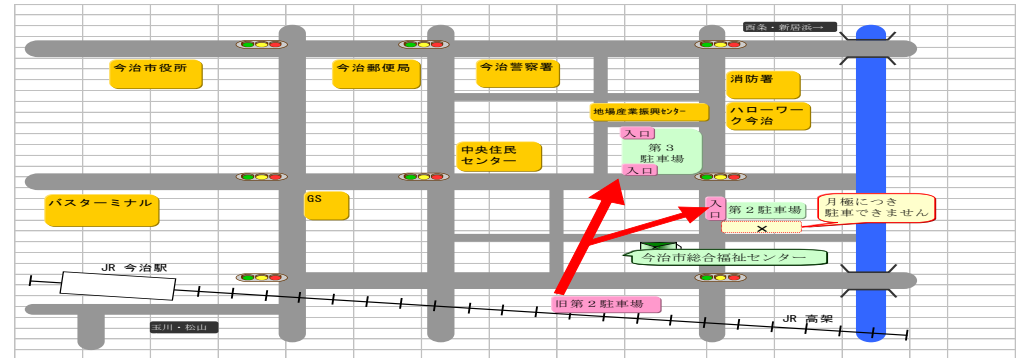 西条・新居浜→
今治市役所
今治郵便局
今治警察署
消防署
地場産業振興センター
ハローワー
ク今治
入口
第３
駐車場
入口
中央住民
センター
バスターミナル
GS
入
口
第２駐車場
月極につき
駐車できません
×
今治市総合福祉センター
JR 今治駅
旧第２駐車場
JR 高架
玉川・松山